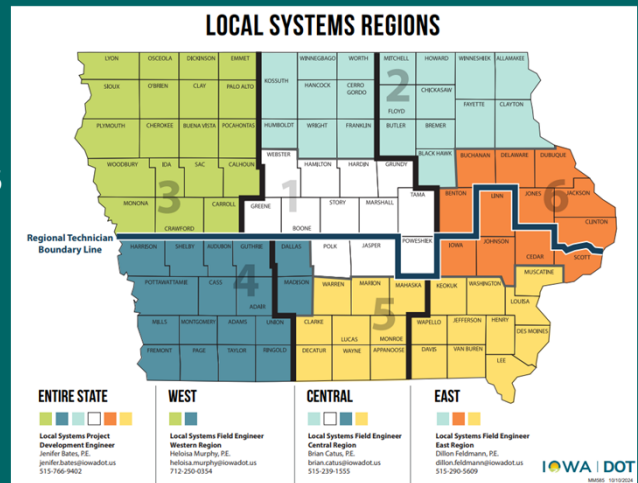 LOCAL SYSTEMS REGIONS
LYON OSCEOLA DICKINSON EMMET
WINNEBAGO WORTH MITCHELL HOWARD WINNESHIEK ALLAMAKEE
KOSSUTH
SIOUX O'BRIEN CLAY PALO ALTO
HANCOCK CERRO GORDO
2
CHICKASAW
FLOYD
FAYETTE CLAYTON
PLYMOUTH CHEROKEE BUENA VISTA POCAHONTAS
HUMBOLDT WRIGHT FRANKLIN BUTLER BREMER
WEBSTER
BLACK HAWK BUCHANAN DELAWARE DUBUQUE
WOODBURY IDA SAC CALHOUN
HAMILTON HARDIN GRUNDY
3
1
6
TAMA BENTON LINN JONES JACKSON
MONONA CRAWFORD CARROLL GREENE BOONE STORY MARSHALL
CLINTON
Regional Technician
Boundary Line
HARRISON SHELBY AUDUBON GUTHRIE DALLAS POLK JASPER POWESHIEK IOWA JOHNSON CEDAR SCOTT
MUSCATINE
POTTAWATTAMIE CASS ADAIR MADISON WARREN MARION MAHASKA KEOKUK WASHINGTON LOUISA
4
5
MILLS MONTGOMERY ADAMS UNION CLARKE LUCAS MONROE WAPELLO JEFFERSON HENRY DES MOINES
FREMONT PAGE TAYLOR RINGOLD DECATUR WAYNE APPANOOSE DAVIS VAN BUREN LEE
ENTIRE STATE
Local Systems Project
Development Engineer
Jenifer Bates, P.E.
jenifer.bates@iowadot.us
515-766-9402
WEST
Local Systems Field Engineer
Western Region
Heloisa Murphy, P.E.
heloisa.murphy@iowadot.us
712-250-0354
CENTRAL
Local Systems Field Engineer
Central Region
Brian Catus, P.E.
brian.catus@iowadot.us
515-239-1555
EAST
Local Systems Field Engineer
East Region
Dillon Feldmann, P.E.
dillon.feldmann@iowadot.us
515-290-5609
IOWA | DOT
MM585 10/10/2024